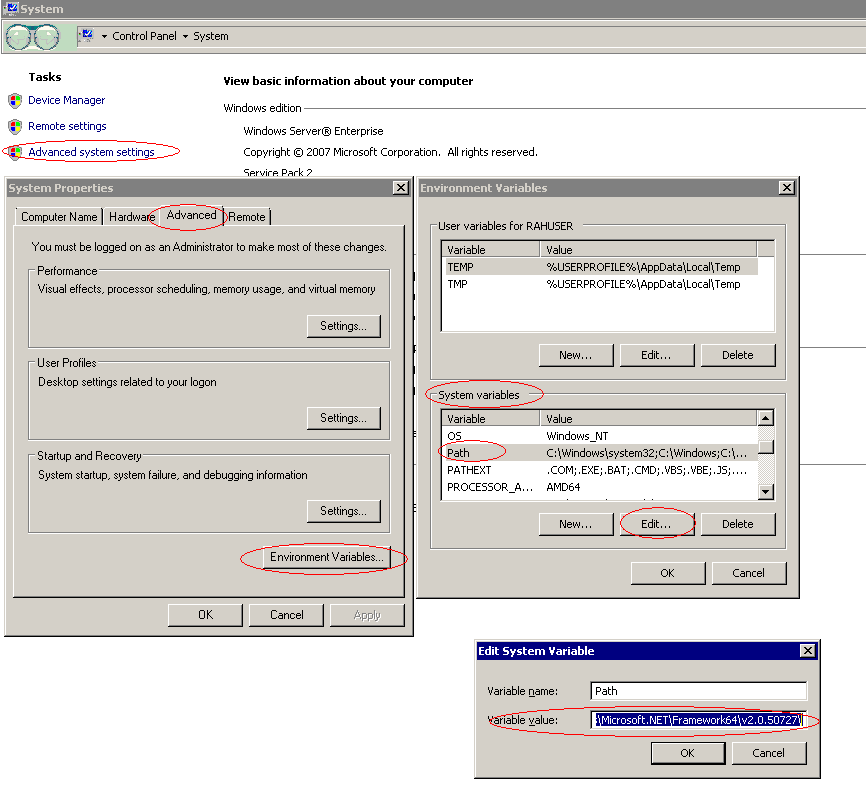 System
Control Panel System
Tasks
Device Manager
Remote settings
Advanced system settings
View basic information about your computer
Windows edition
Windows Server® Enterprise
Copyright © 2007 Microsoft Corporation. All rights reserved.
Service Pack 2
System Properties
Computer Name Hardware Advanced Remote
You must be logged on as an Administrator to make most of these changes.
Performance
Visual effects, processor scheduling, memory usage, and virtual memory
Settings...
User Profiles
Desktop settings related to your logon
Settings...
Startup and Recovery
System startup, system failure, and debugging information
Settings...
Environment Variables...
OK Cancel Apply
Environment Variables
User variables for RAHUSER
Variable Value
TEMP %USERPROFILE%\AppData\Local\Temp
TMP %USERPROFILE%\AppData\Local\Temp
New... Edit... Delete
System variables
Variable Value
OS Windows_NT
Path C:\Windows\system32;C:\Windows;C:\...
PATHEXT .COM;.EXE;.BAT;.CMD;.VBS;.VBE;.JS;....
PROCESSOR_A... AMD64
New... Edit... Delete
OK Cancel
Edit System Variable
Variable name: Path
Variable value: :\Microsoft.NET\Framework64\v2.0.50727\
OK Cancel